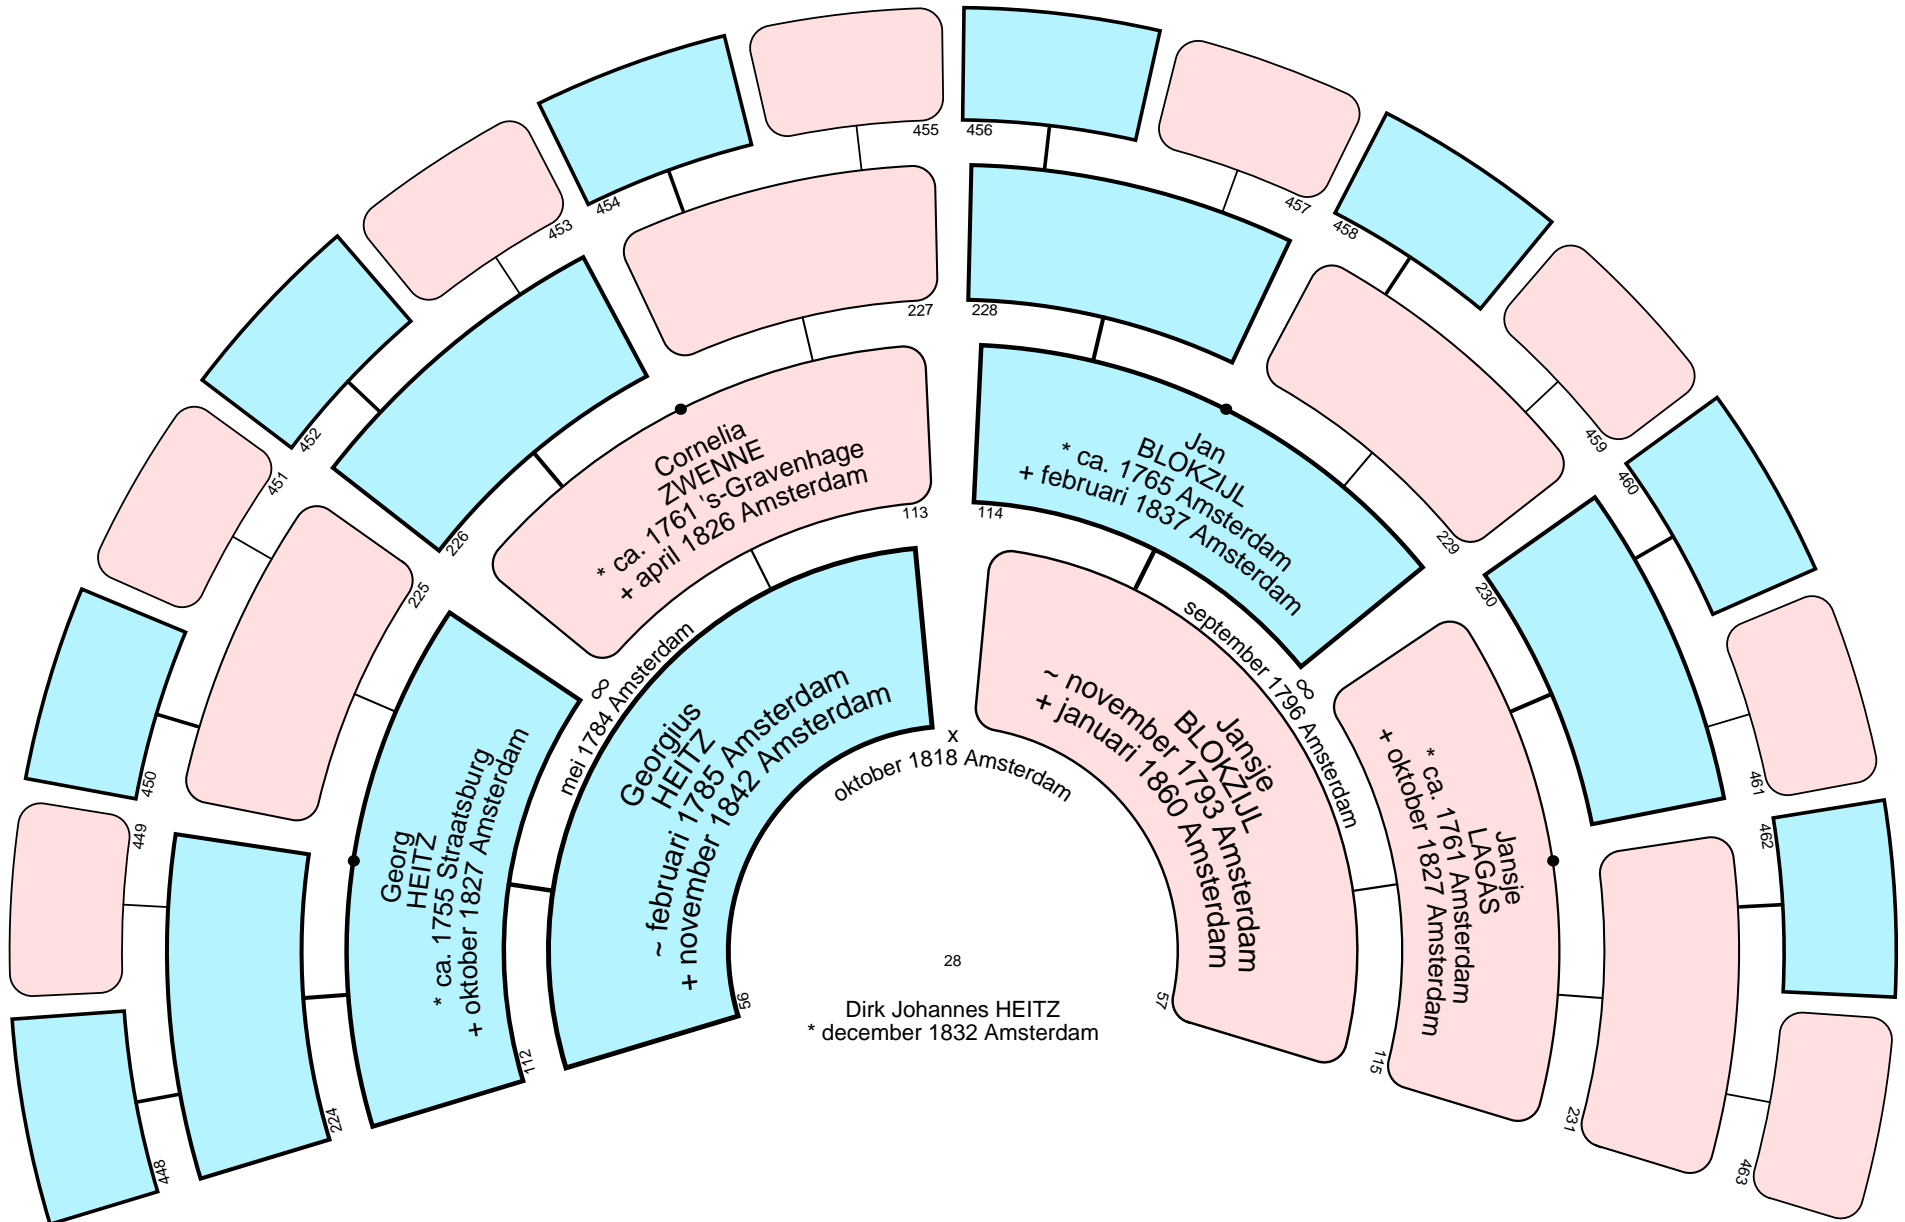 455
456
454
453
457
458
452
227
228
459
451
460
226
229
225
230
450
461
449
462
Cornelia
ZWENNE
* ca. 1761 's-Gravenhage
+ april 1826 Amsterdam
113
Jan
BLOKZIJL
* ca. 1765 Amsterdam
+ februari 1837 Amsterdam
114
∞
mei 1784 Amsterdam
∞
september 1796 Amsterdam
Georg
HEITZ
* ca. 1755 Straatsburg
+ oktober 1827 Amsterdam
112
Georgius
HEITZ
~ februari 1785 Amsterdam
+ november 1842 Amsterdam
56
x
oktober 1818 Amsterdam
Jansje
BLOKZIJL
~ november 1793 Amsterdam
+ januari 1860 Amsterdam
57
Jansje
LAGAS
* ca. 1761 Amsterdam
+ oktober 1827 Amsterdam
115
28
Dirk Johannes HEITZ
* december 1832 Amsterdam
224
231
448
463